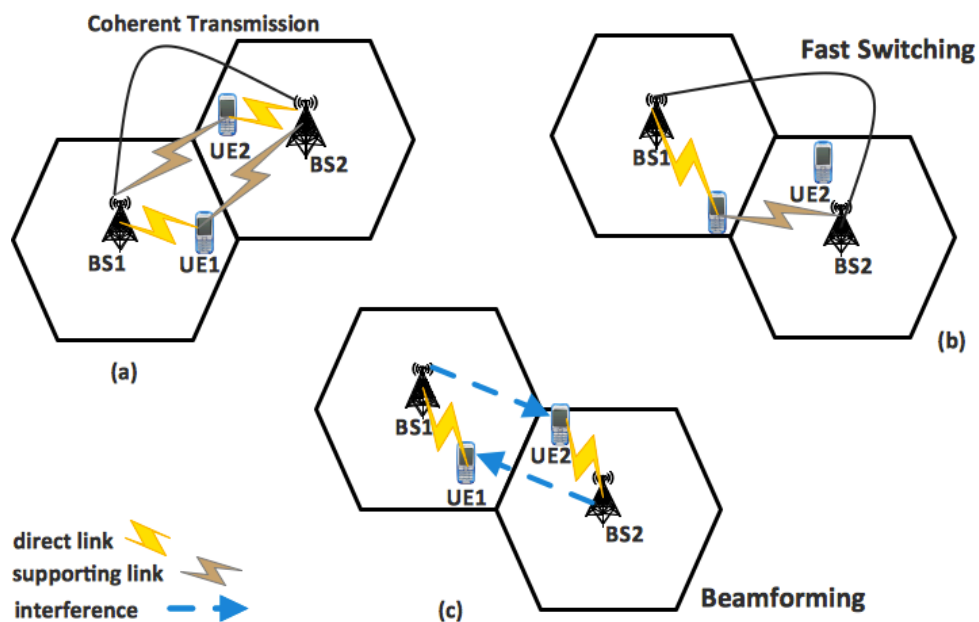 Coherent Transmission
UE2
BS2
BS1
UE1
(a)
Fast Switching
BS1
UE2
BS2
(b)
BS1
UE2
UE1
BS2
direct link
supporting link
interference
(c)
Beamforming